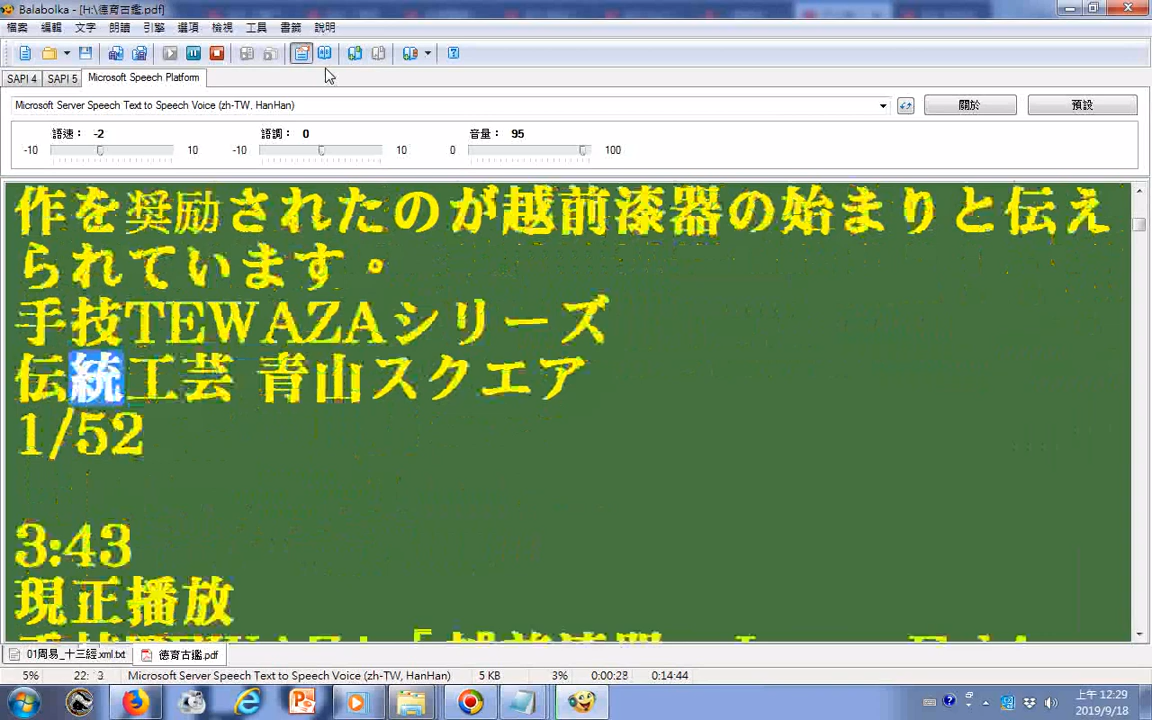 Balabolka - [H:\德育古鑑.pdf]
檔案 編輯 文字 朗讀 引擎 選項 檢視 工具 書籤 說明
SAPI 4 SAPI 5 Microsoft Speech Platform
Microsoft Server Speech Text to Speech Voice (zh-TW, HanHan) 關於 預設
語速： -2 語調： 0 音量： 95
-10 10 -10 10 0 100
作を奨励されたのが越前漆器の始まりと伝え
られています。
手技TEWAZAシリーズ
伝統工芸 青山スクエア
1/52
3:43
現正播放
01周易_十三經.xml.txt 德育古鑑.pdf
5% Microsoft Server Speech Text to Speech Voice (zh-TW, HanHan) 5 KB 3% 0:00:28 0:14:44
上午 12:29
2019/9/18